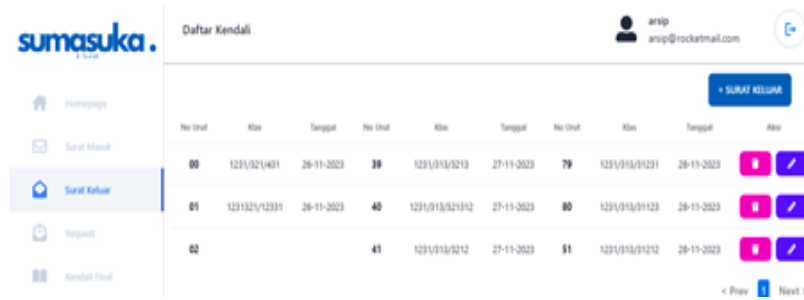 sumasuka.
Daftar Kendali
arsip
arsip@rocketmail.com
+ SURAT KELUAR
Homepage
Surat Masuk
Surat Keluar
Request
Kendali Final
No Urut Klas Tanggal No Urut Klas Tanggal No Urut Klas Tanggal Aksi
00 1231/321/431 26-11-2023 39 1231/313/3213 27-11-2023 79 1231/313/31231 28-11-2023
01 1231321/12331 26-11-2023 40 1231/313/321312 27-11-2023 80 1231/313/31123 28-11-2023
02 41 1231/313/3212 27-11-2023 51 1231/313/31212 28-11-2023
< Prev 1 Next